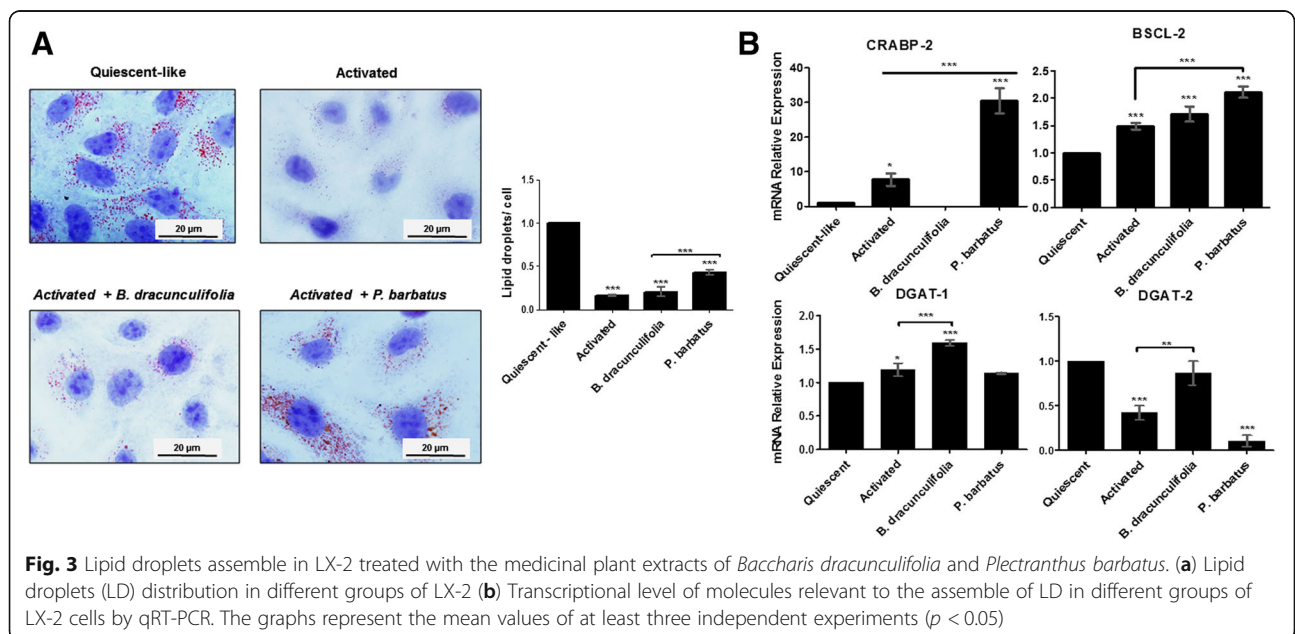 A
Quiescent-like
Activated
20 µm
20 µm
Activated + B. dracunculifolia
Activated + P. barbatus
20 µm
20 µm
Lipid droplets/ cell
1.5
1.0
0.5
0.0
***
***
***
***
Quiescent - like
Activated
B. dracunculifolia
P. barbatus
B
CRABP-2
mRNA Relative Expression
40
30
20
10
0
*
***
***
Quiescent-like
Activated
B. dracunculifolia
P. barbatus
BSCL-2
2.5
2.0
1.5
1.0
0.5
0.0
***
***
***
***
Quiescent
Activated
B. dracunculifolia
P. barbatus
DGAT-1
mRNA Relative Expression
2.0
1.5
1.0
0.5
0.0
*
***
***
Quiescent
Activated
B. dracunculifolia
P. barbatus
DGAT-2
1.5
1.0
0.5
0.0
***
**
***
Quiescent
Activated
B. dracunculifolia
P. barbatus
Fig. 3 Lipid droplets assemble in LX-2 treated with the medicinal plant extracts of Baccharis dracunculifolia and Plectranthus barbatus. (a) Lipid
droplets (LD) distribution in different groups of LX-2 (b) Transcriptional level of molecules relevant to the assemble of LD in different groups of
LX-2 cells by qRT-PCR. The graphs represent the mean values of at least three independent experiments (p < 0.05)